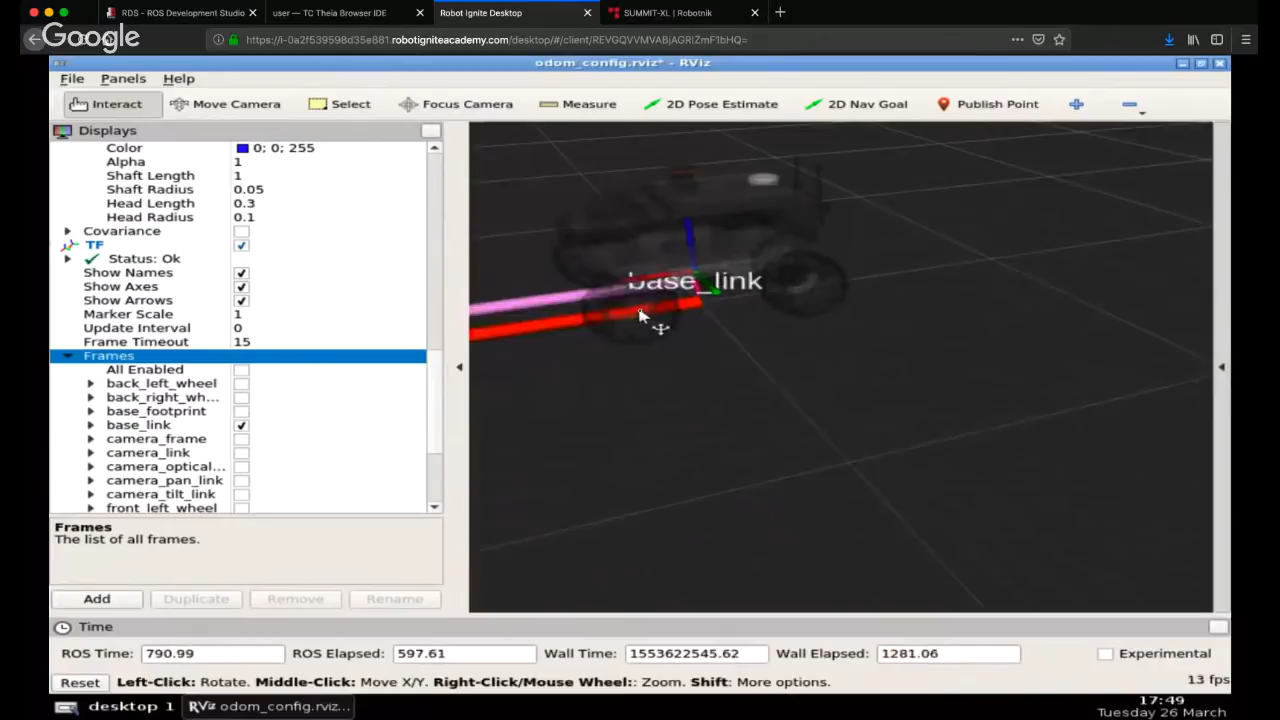 RDS - ROS Development Studio
user — TC Theia Browser IDE
Robot Ignite Desktop
SUMMIT-XL | Robotnik
Google
https://i-0a2f539598d35e881.robotigniteacademy.com/desktop/#/client/REVGQVVMVABjAGRlZmF1bHQ=
odom_config.rviz* - RViz
File Panels Help
Interact Move Camera Select Focus Camera Measure 2D Pose Estimate 2D Nav Goal Publish Point
Displays
Color 0; 0; 255
Alpha 1
Shaft Length 1
Shaft Radius 0.05
Head Length 0.3
Head Radius 0.1
Covariance
TF
Status: Ok
Show Names
Show Axes
Show Arrows
Marker Scale 1
Update Interval 0
Frame Timeout 15
Frames
All Enabled
back_left_wheel
back_right_wh...
base_footprint
base_link
camera_frame
camera_link
camera_optical...
camera_pan_link
camera_tilt_link
front_left_wheel
base_link
Frames
The list of all frames.
Add Duplicate Remove Rename
Time
ROS Time: 790.99 ROS Elapsed: 597.61 Wall Time: 1553622545.62 Wall Elapsed: 1281.06 Experimental
Reset Left-Click: Rotate. Middle-Click: Move X/Y. Right-Click/Mouse Wheel:: Zoom. Shift: More options. 13 fps
desktop 1 RViz odom_config.rviz... 17:49
Tuesday 26 March